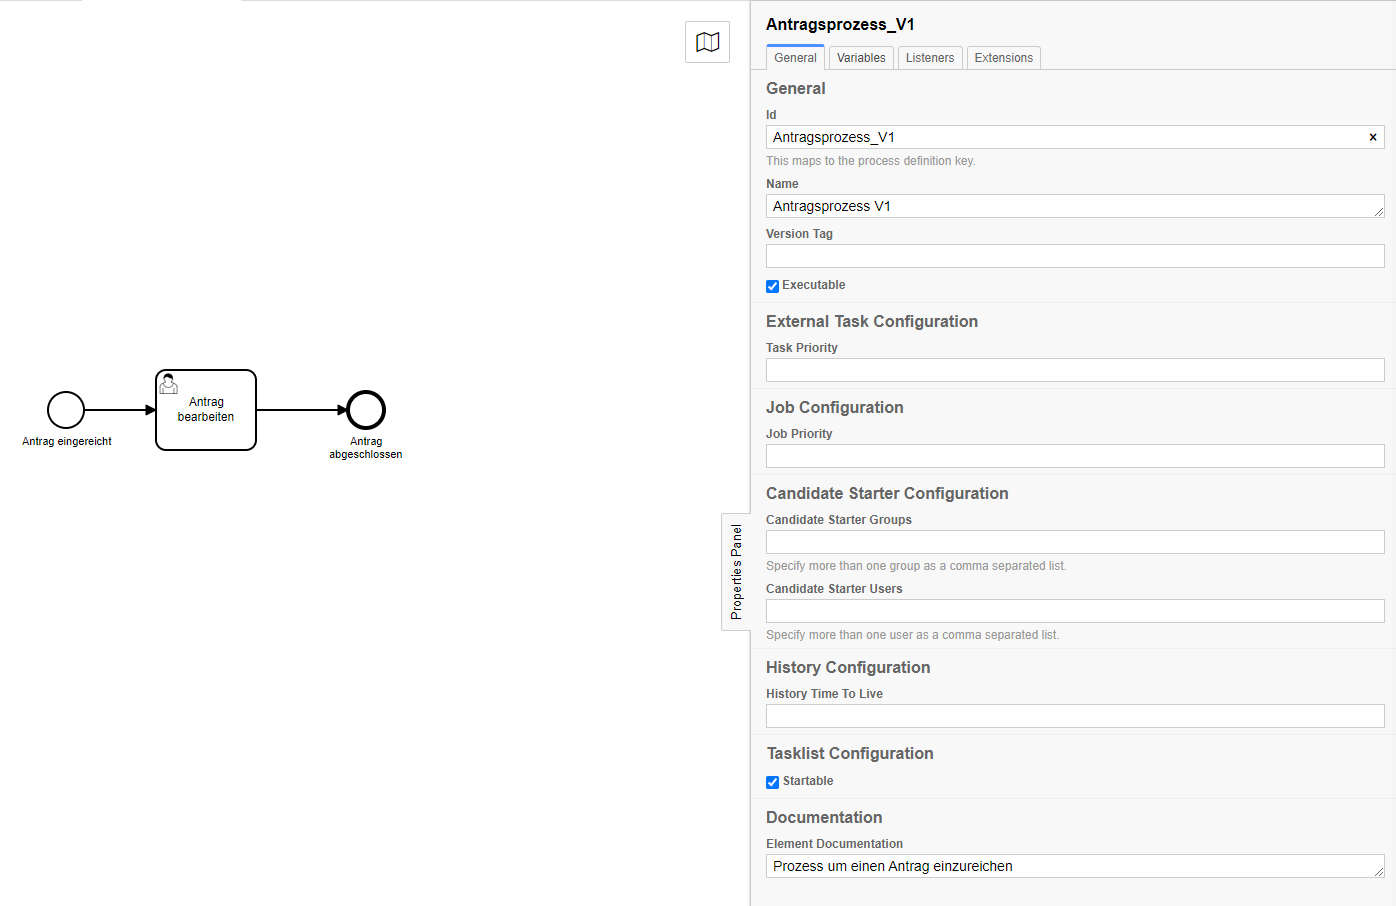 Antragsprozess_V1
General
Variables
Listeners
Extensions
General
Id
Antragsprozess_V1
This maps to the process definition key.
Name
Antragsprozess V1
Version Tag
Executable
External Task Configuration
Task Priority
Job Configuration
Job Priority
Candidate Starter Configuration
Candidate Starter Groups
Specify more than one group as a comma separated list.
Candidate Starter Users
Specify more than one user as a comma separated list.
History Configuration
History Time To Live
Tasklist Configuration
Startable
Documentation
Element Documentation
Prozess um einen Antrag einzureichen
Properties Panel
Antrag eingereicht
Antrag
bearbeiten
Antrag
abgeschlossen